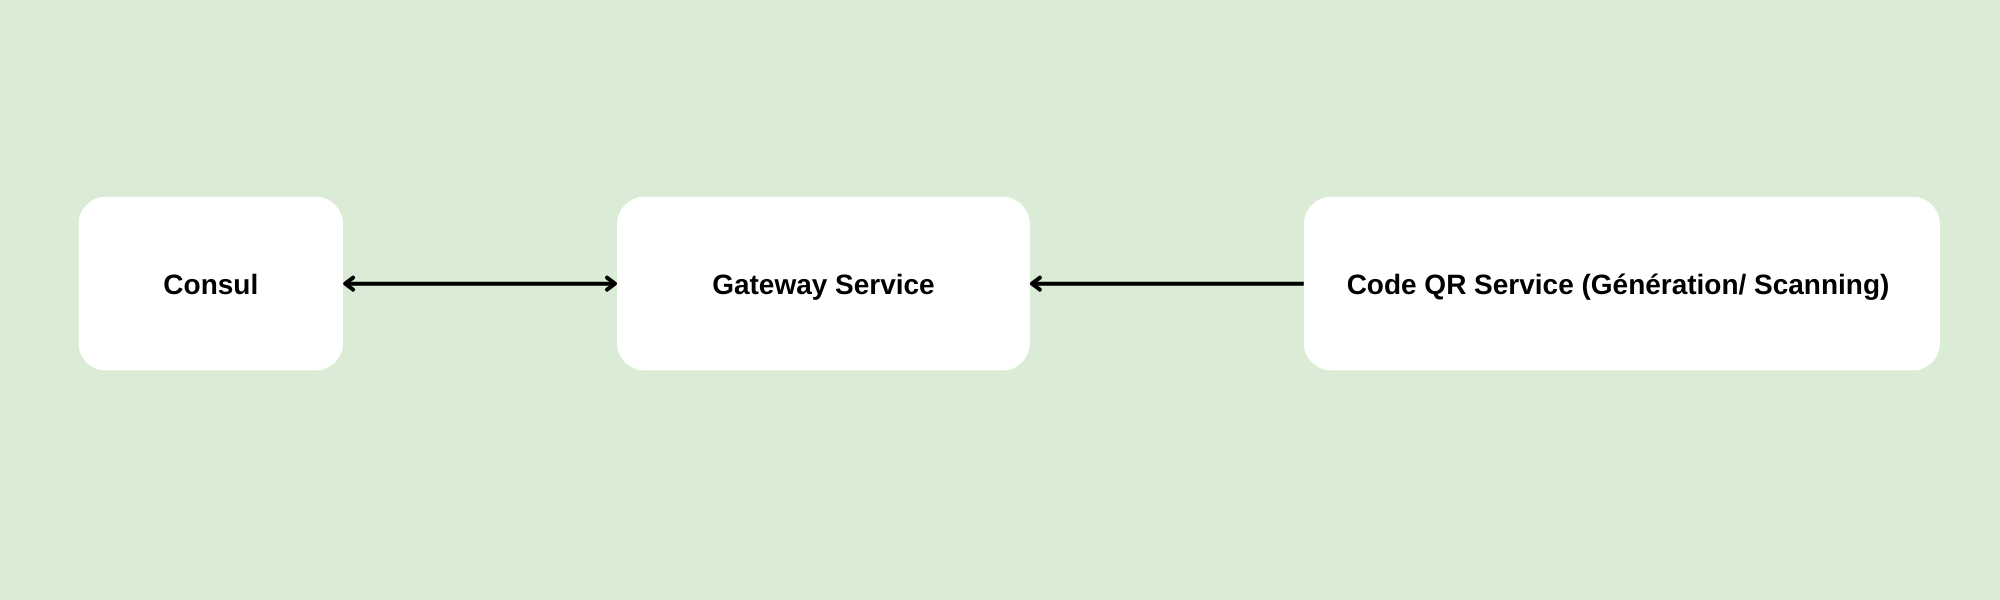 Consul
Gateway Service
Code QR Service (Génération/ Scanning)